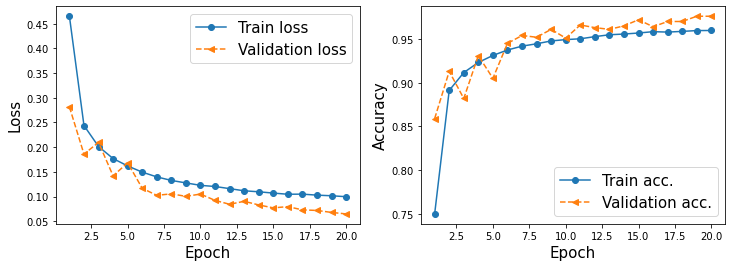 0.45
0.40
0.35
0.30
0.25
0.20
0.15
0.10
0.05
Loss
Train loss
Validation loss
2.5 5.0 7.5 10.0 12.5 15.0 17.5 20.0
Epoch
0.95
0.90
0.85
0.80
0.75
Accuracy
Train acc.
Validation acc.
2.5 5.0 7.5 10.0 12.5 15.0 17.5 20.0
Epoch